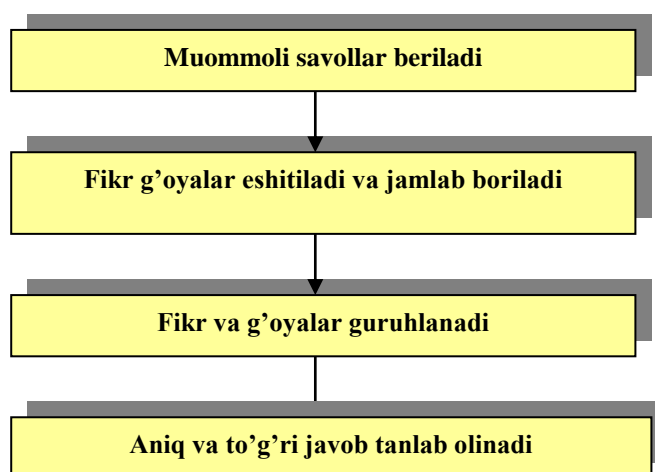 Muommoli savollar beriladi
Fikr g’oyalar eshitiladi va jamlab boriladi
Fikr va g’oyalar guruhlanadi
Aniq va to’g’ri javob tanlab olinadi